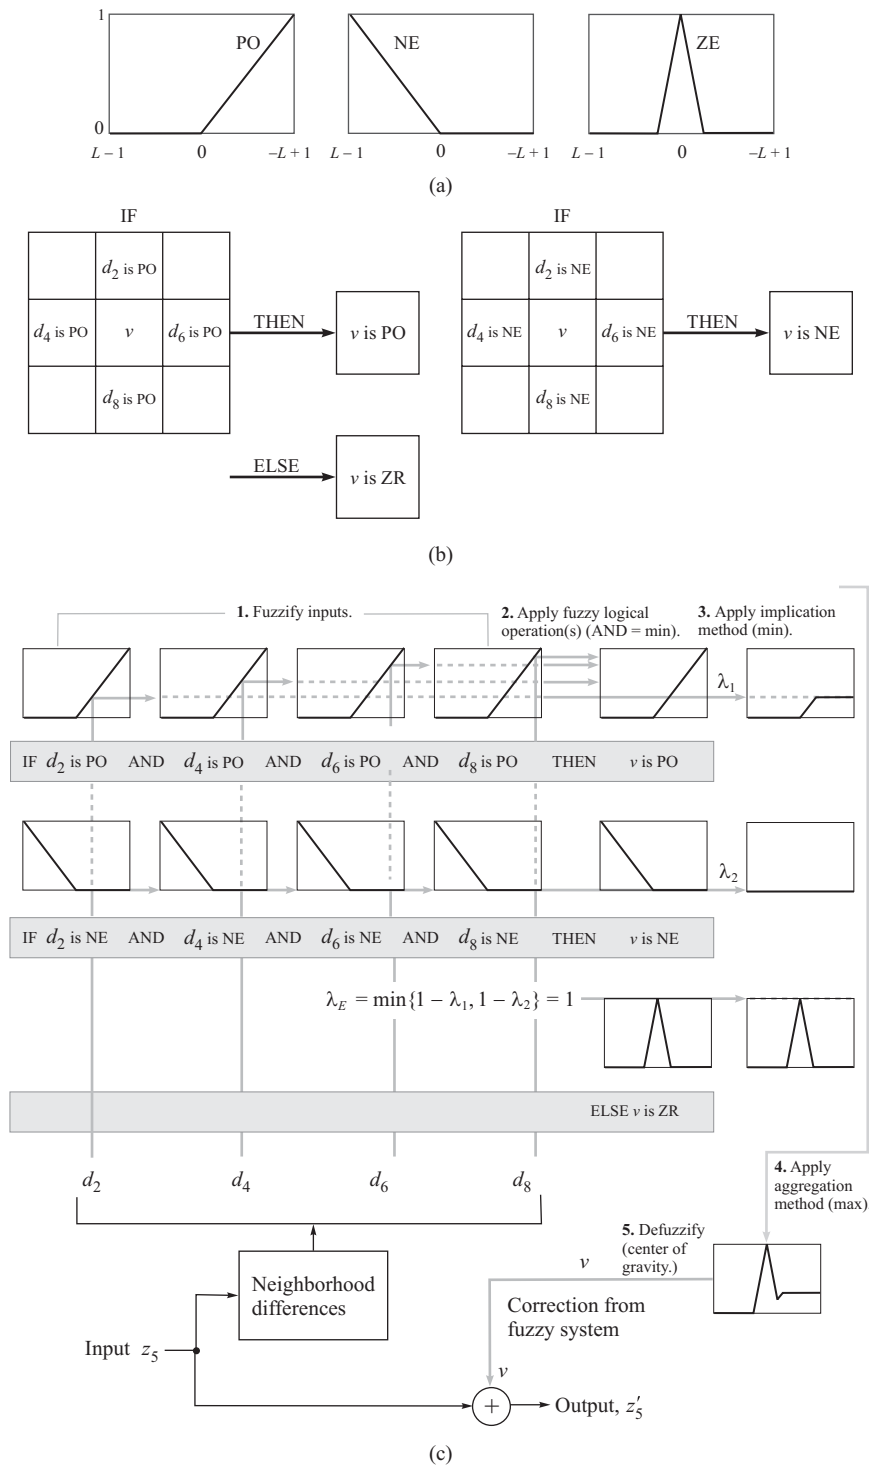 1
PO
NE
ZE
0
L – 1
0
–L + 1
L – 1
0
–L + 1
L – 1
0
–L + 1
(a)
IF
IF
d2 is PO
d2 is NE
d4 is PO
v
d6 is PO
THEN
v is PO
d4 is NE
v
d6 is NE
THEN
v is NE
d8 is PO
d8 is NE
ELSE
v is ZR
(b)
1. Fuzzify inputs.
2. Apply fuzzy logical
operation(s) (AND = min).
3. Apply implication
method (min).
λ1
IF d2 is PO AND d4 is PO AND d6 is PO AND d8 is PO THEN v is PO
λ2
IF d2 is NE AND d4 is NE AND d6 is NE AND d8 is NE THEN v is NE
λE = min{1 – λ1, 1 – λ2} = 1
ELSE v is ZR
d2
d4
d6
d8
4. Apply
aggregation
method (max).
5. Defuzzify
(center of
gravity.)
v
Neighborhood
differences
Correction from
fuzzy system
Input z5
v
+
Output, z′5
(c)